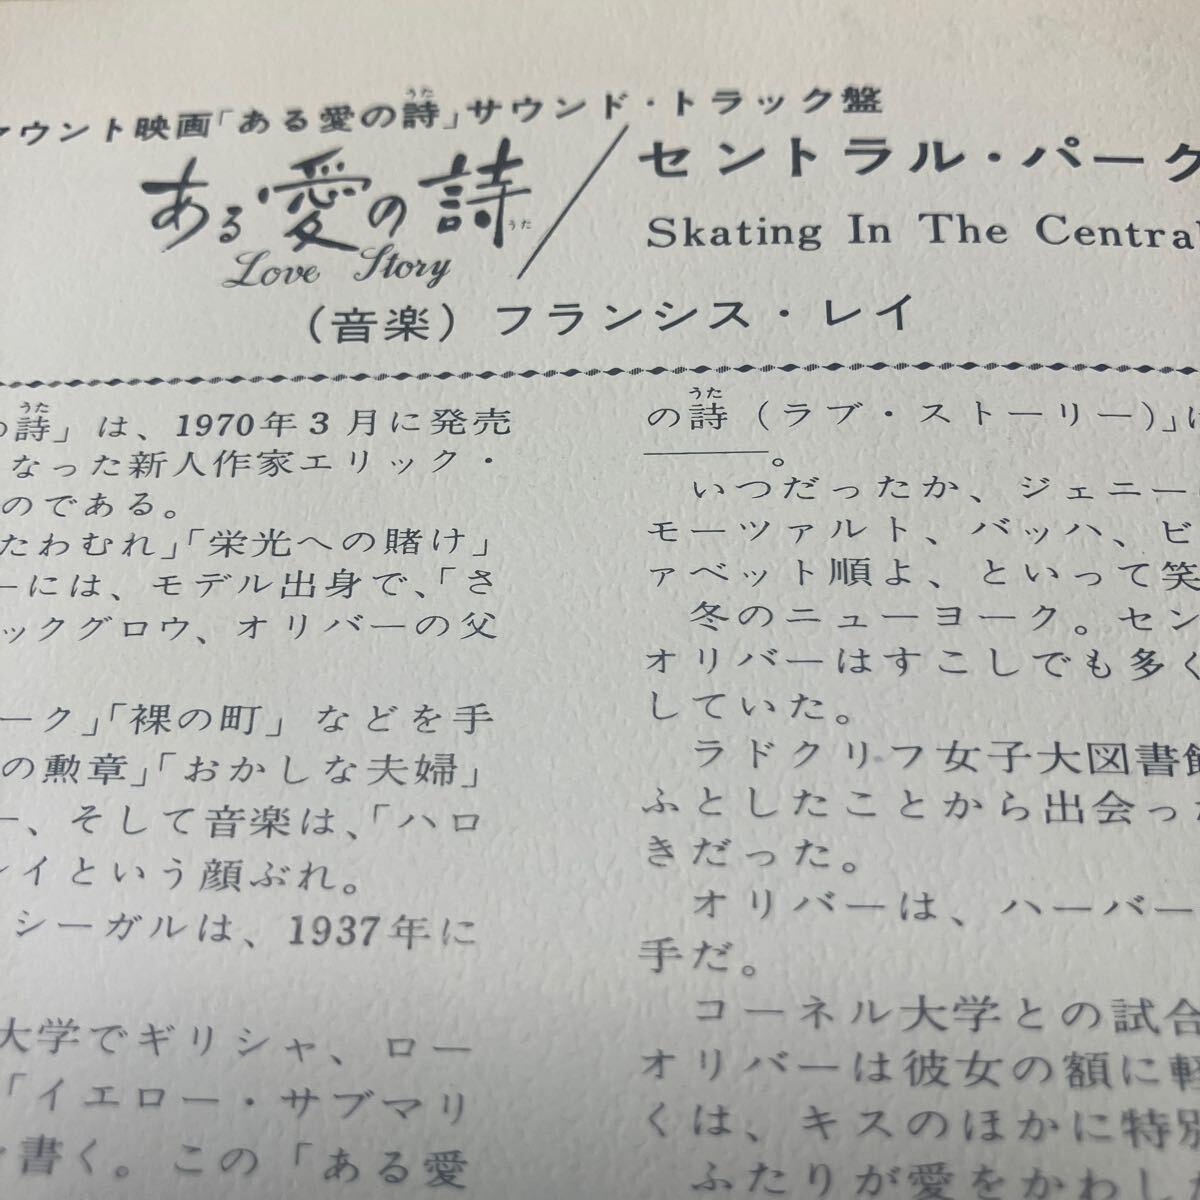 マウント映画「ある愛の詩」サウンド・トラック盤
うた
ある愛の詩／セントラル・パーク
うた
Love Story
Skating In The Central
（音楽）フランシス・レイ
うた
の詩」は、1970年3月に発売
なった新人作家エリック・
のである。
たわむれ」「栄光への賭け」
ーには、モデル出身で、「さ
ックグロウ、オリバーの父
ーク」「裸の町」などを手
の勲章」「おかしな夫婦」
ー、そして音楽は、「ハロ
レイという顔ぶれ。
シーガルは、1937年に
大学でギリシャ、ロー
「イエロー・サブマリ
書く。この「ある愛
うた
の詩（ラブ・ストーリー）」に
———。
いつだったか、ジェニー
モーツァルト、バッハ、ビ
ァベット順よ、といって笑
冬のニューヨーク。セン
オリバーはすこしでも多く
していた。
ラドクリフ女子大図書館
ふとしたことから出会った
きだった。
オリバーは、ハーバー
手だ。
コーネル大学との試合
オリバーは彼女の額に軽
くは、キスのほかに特別
ふたりが愛をかわした